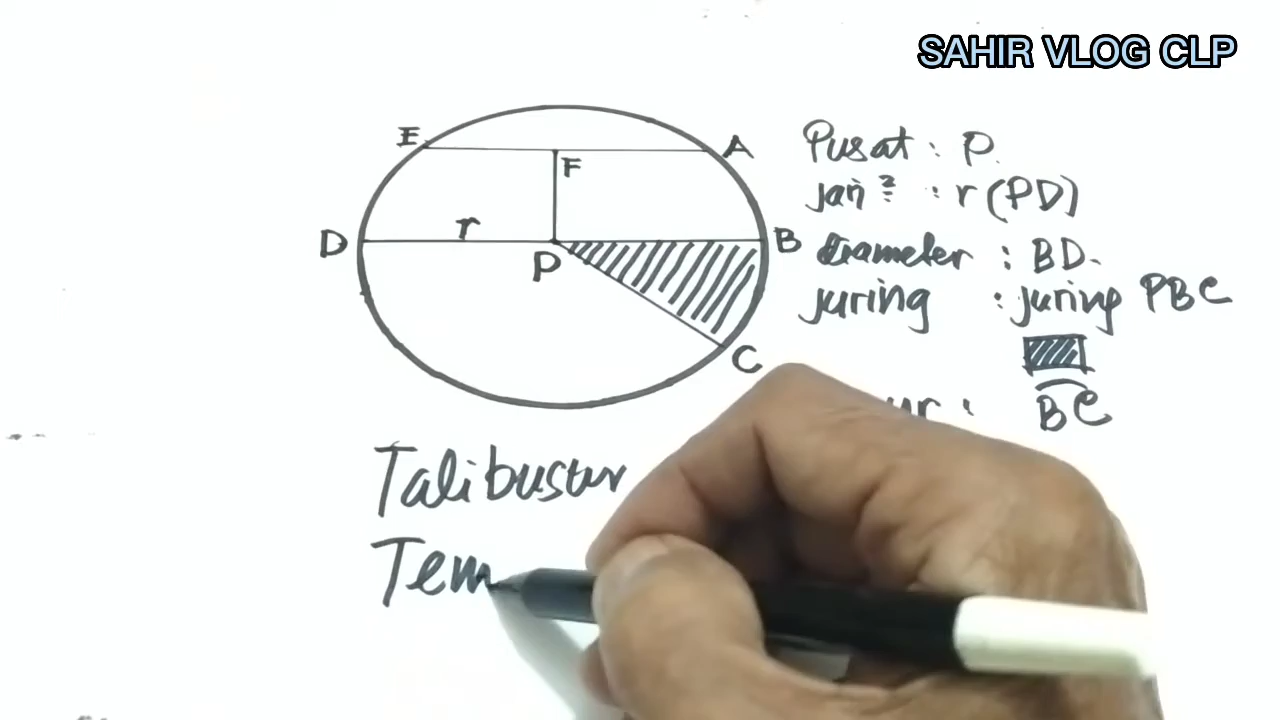 SAHIR VLOG CLP
E
A
F
D
r
P
B
C
Pusat : P.
jari² : r (PD)
diameter : BD.
juring : juring PBC
BC
Talibusur
Tem